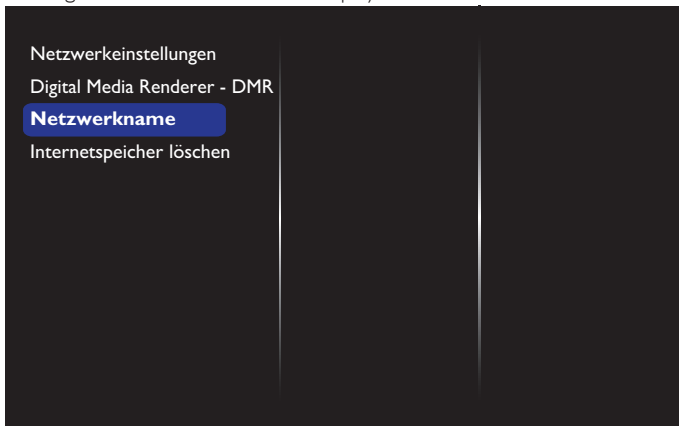 Netzwerkeinstellungen
Digital Media Renderer - DMR
Netzwerkname
Internetspeicher löschen